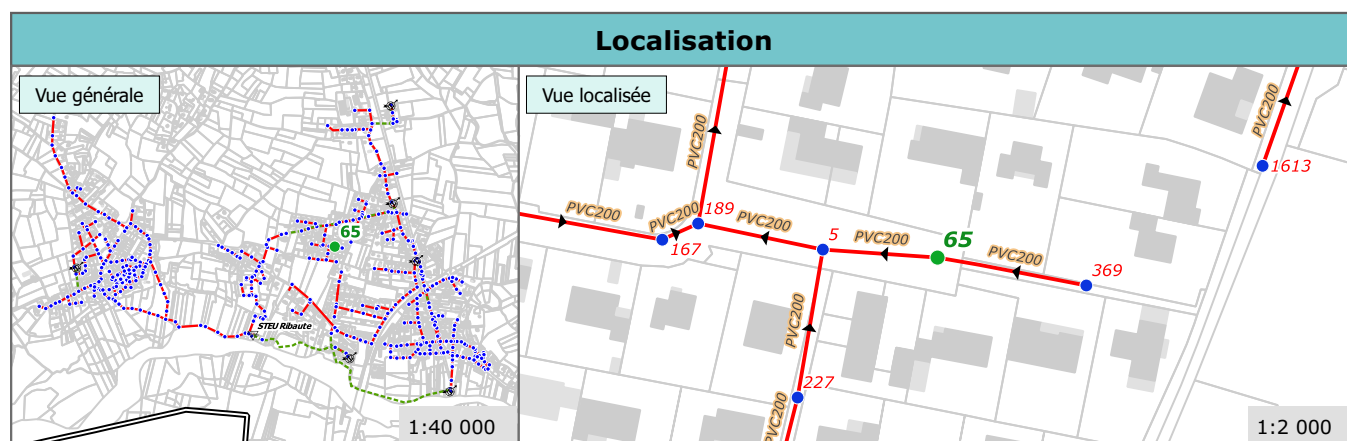 Localisation
Vue générale
65
STEU Ribaute
1:40 000
Vue localisée
PVC200
1613
PVC200
PVC200
189
PVC200
5
PVC200
65
167
PVC200
369
PVC200
227
PVC200
1:2 000
PVC200